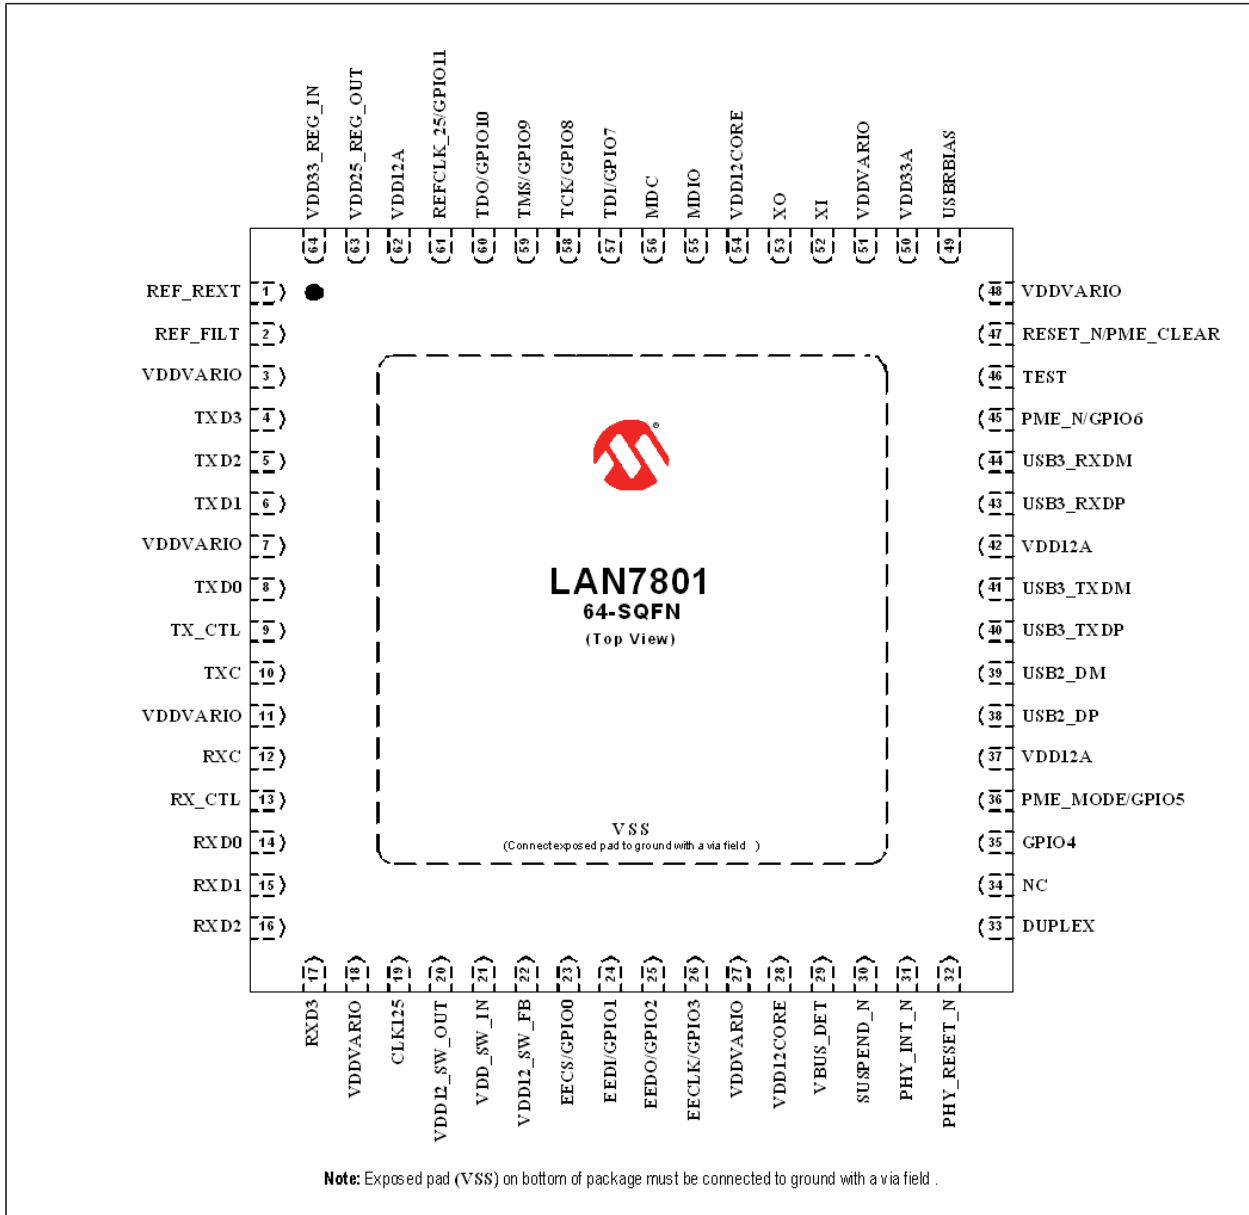 VDD33_REG_IN
VDD25_REG_OUT
VDD12A
REFCLK_25/GPIO11
TDO/GPIO10
TMS/GPIO9
TCK/GPIO8
TDI/GPIO7
MDC
MDIO
VDD12CORE
XO
XI
VDDVARIO
VDD33A
USBRBIAS
64 63 62 61 60 59 58 57 56 55 54 53 52 51 50 49
REF_REXT 1
REF_FILT 2
VDDVARIO 3
TXD3 4
TXD2 5
TXD1 6
VDDVARIO 7
TXD0 8
TX_CTL 9
TXC 10
VDDVARIO 11
RXC 12
RX_CTL 13
RXD0 14
RXD1 15
RXD2 16
®
LAN7801
64-SQFN
(Top View)
VSS
(Connect exposed pad to ground with a via field )
48 VDDVARIO
47 RESET_N/PME_CLEAR
46 TEST
45 PME_N/GPIO6
44 USB3_RXDM
43 USB3_RXDP
42 VDD12A
41 USB3_TXDM
40 USB3_TXDP
39 USB2_DM
38 USB2_DP
37 VDD12A
36 PME_MODE/GPIO5
35 GPIO4
34 NC
33 DUPLEX
17 18 19 20 21 22 23 24 25 26 27 28 29 30 31 32
RXD3
VDDVARIO
CLK125
VDD12_SW_OUT
VDD_SW_IN
VDD12_SW_FB
EECS/GPIO0
EEDI/GPIO1
EEDO/GPIO2
EECLK/GPIO3
VDDVARIO
VDD12CORE
VBUS_DET
SUSPEND_N
PHY_INT_N
PHY_RESET_N
Note: Exposed pad (VSS) on bottom of package must be connected to ground with a via field .